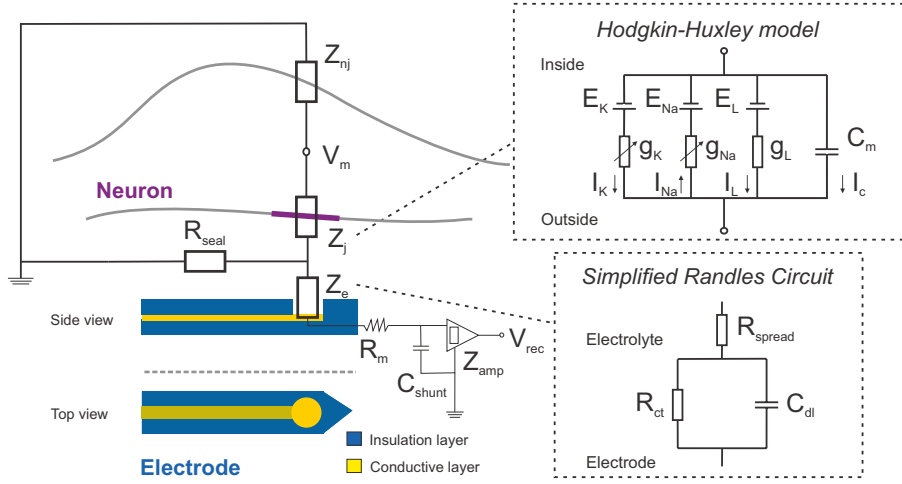 Z_nj
V_m
Neuron
Z_j
R_seal
Z_e
Side view
R_m
C_shunt
Z_amp
V_rec
Top view
Electrode
Insulation layer
Conductive layer
Hodgkin-Huxley model
Inside
E_K E_Na E_L
g_K g_Na g_L C_m
I_K I_Na I_L I_c
Outside
Simplified Randles Circuit
R_spread
Electrolyte
R_ct C_dl
Electrode